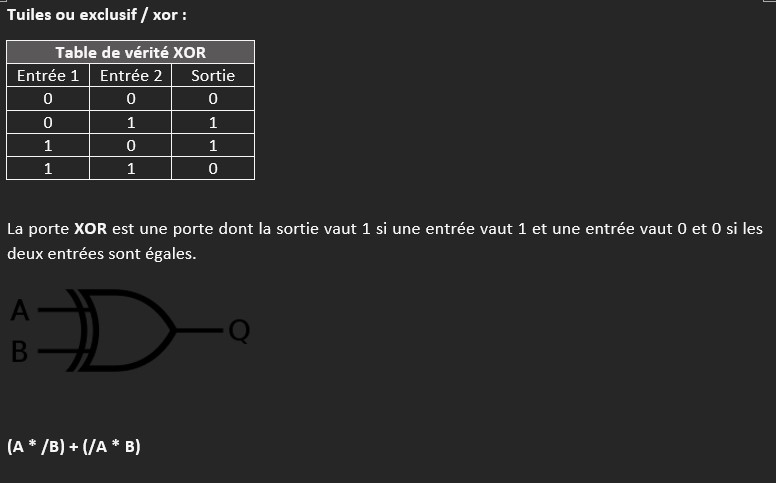 Tuiles ou exclusif / xor :
Table de vérité XOR
Entrée 1 Entrée 2 Sortie
0 0 0
0 1 1
1 0 1
1 1 0
La porte XOR est une porte dont la sortie vaut 1 si une entrée vaut 1 et une entrée vaut 0 et 0 si les
deux entrées sont égales.
A
Q
B
(A * /B) + (/A * B)